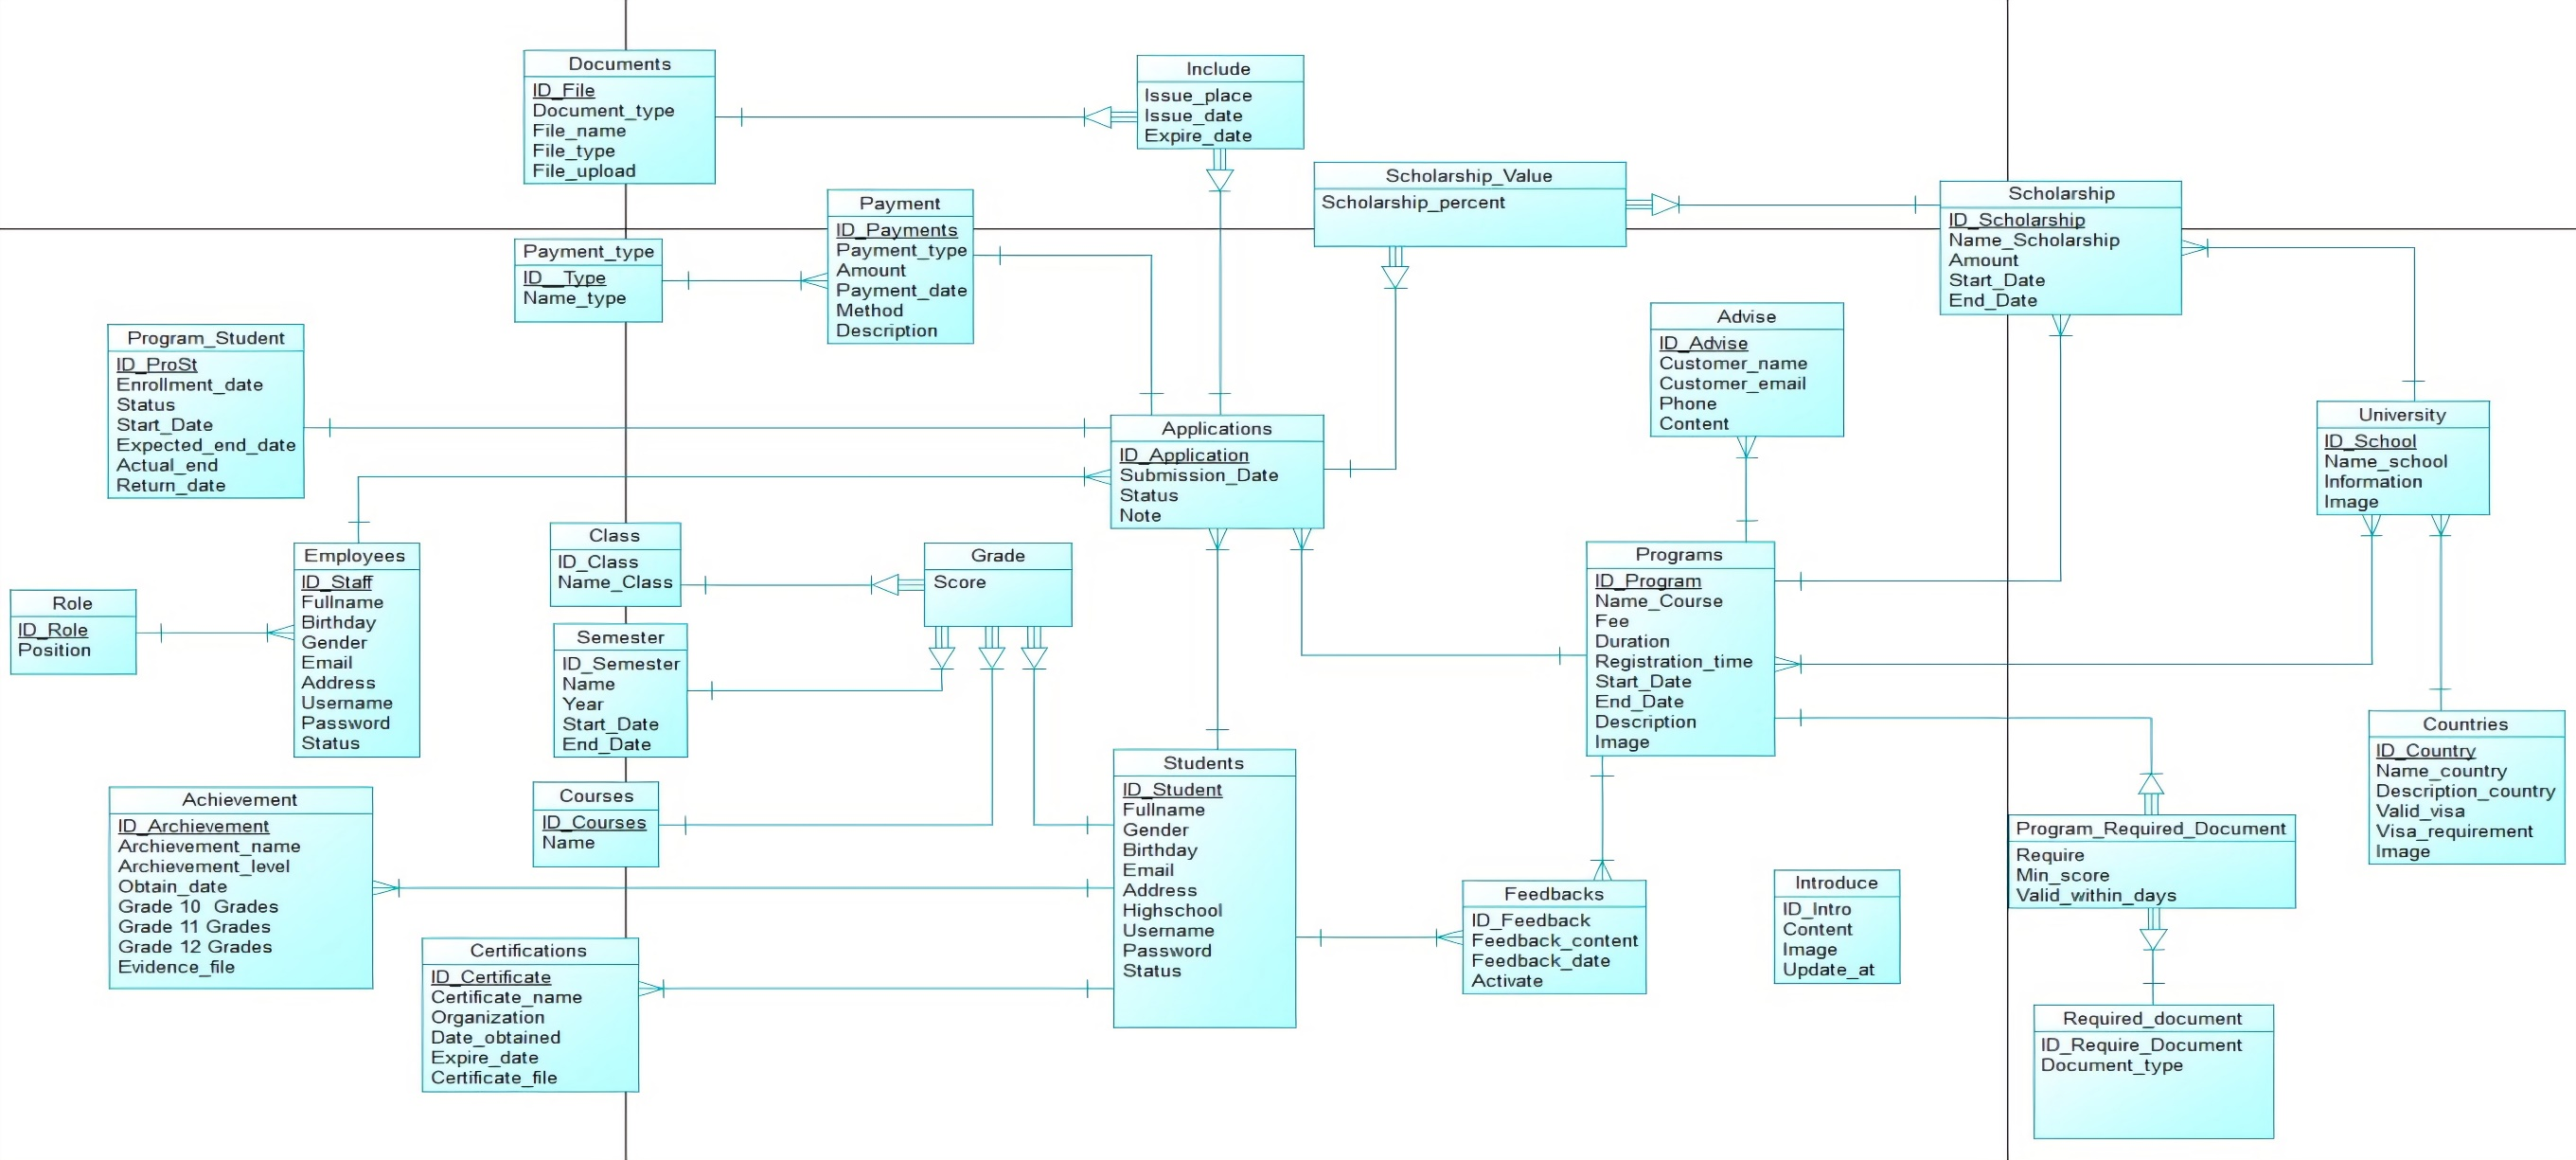 Documents
ID_File
Document_type
File_name
File_type
File_upload
Include
Issue_place
Issue_date
Expire_date
Scholarship_Value
Scholarship_percent
Scholarship
ID_Scholarship
Name_Scholarship
Amount
Start_Date
End_Date
Payment
ID_Payments
Payment_type
Amount
Payment_date
Method
Description
Payment_type
ID__Type
Name_type
Program_Student
ID_ProSt
Enrollment_date
Status
Start_Date
Expected_end_date
Actual_end
Return_date
Advise
ID_Advise
Customer_name
Customer_email
Phone
Content
University
ID_School
Name_school
Information
Image
Applications
ID_Application
Submission_Date
Status
Note
Class
ID_Class
Name_Class
Grade
Score
Employees
ID_Staff
Fullname
Birthday
Gender
Email
Address
Username
Password
Status
Role
ID_Role
Position
Programs
ID_Program
Name_Course
Fee
Duration
Registration_time
Start_Date
End_Date
Description
Image
Semester
ID_Semester
Name
Year
Start_Date
End_Date
Countries
ID_Country
Name_country
Description_country
Valid_visa
Visa_requirement
Image
Students
ID_Student
Fullname
Gender
Birthday
Email
Address
Highschool
Username
Password
Status
Courses
ID_Courses
Name
Achievement
ID_Archievement
Archievement_name
Archievement_level
Obtain_date
Grade 10  Grades
Grade 11 Grades
Grade 12 Grades
Evidence_file
Program_Required_Document
Require
Min_score
Valid_within_days
Feedbacks
ID_Feedback
Feedback_content
Feedback_date
Activate
Introduce
ID_Intro
Content
Image
Update_at
Certifications
ID_Certificate
Certificate_name
Organization
Date_obtained
Expire_date
Certificate_file
Required_document
ID_Require_Document
Document_type